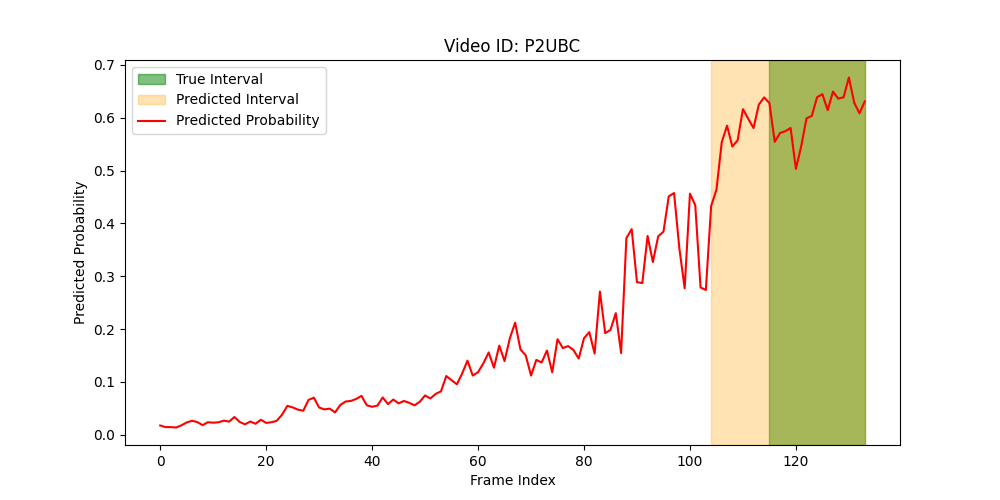 Video ID: P2UBC
True Interval
Predicted Interval
Predicted Probability
Predicted Probability
0.7
0.6
0.5
0.4
0.3
0.2
0.1
0.0
0 20 40 60 80 100 120
Frame Index